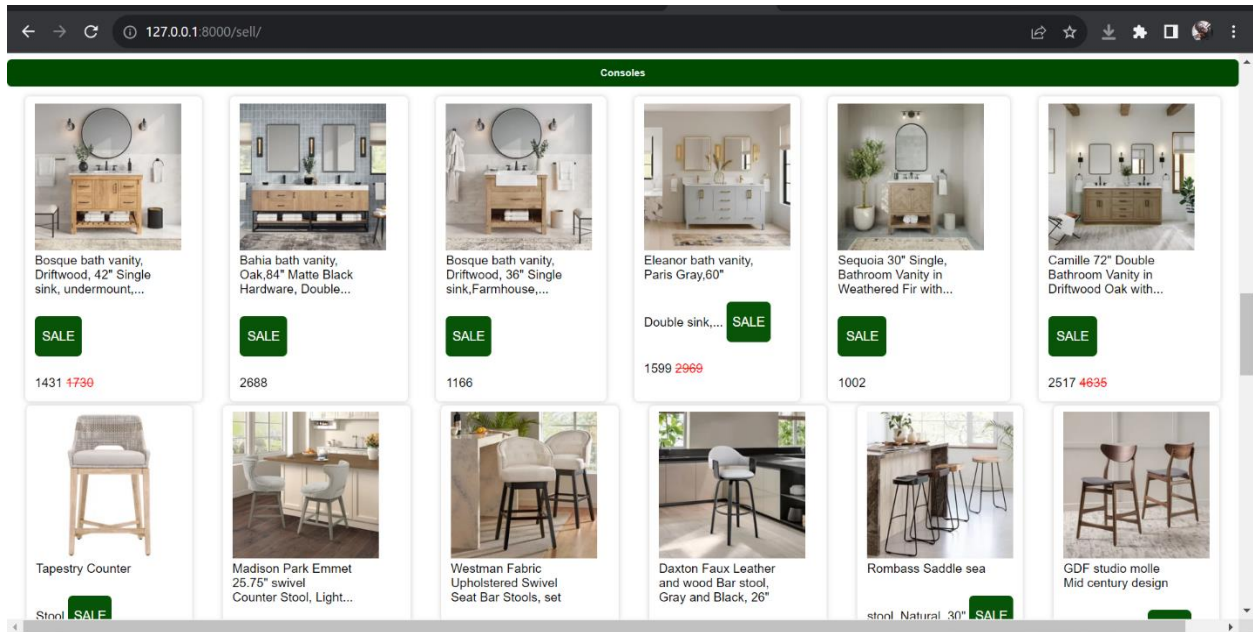 127.0.0.1:8000/sell/
Consoles
Bosque bath vanity,
Driftwood, 42" Single
sink, undermount,...
SALE
1431 1730
Bahia bath vanity,
Oak,84" Matte Black
Hardware, Double...
SALE
2688
Bosque bath vanity,
Driftwood, 36" Single
sink,Farmhouse,...
SALE
1166
Eleanor bath vanity,
Paris Gray,60"
Double sink,... SALE
1599 2969
Sequoia 30" Single,
Bathroom Vanity in
Weathered Fir with...
SALE
1002
Camille 72" Double
Bathroom Vanity in
Driftwood Oak with...
SALE
2517 4635
Tapestry Counter
Stool SALE
Madison Park Emmet
25.75" swivel
Counter Stool, Light...
Westman Fabric
Upholstered Swivel
Seat Bar Stools, set
Daxton Faux Leather
and wood Bar stool,
Gray and Black, 26"
Rombass Saddle sea
stool, Natural, 30" SALE
GDF studio molle
Mid century design